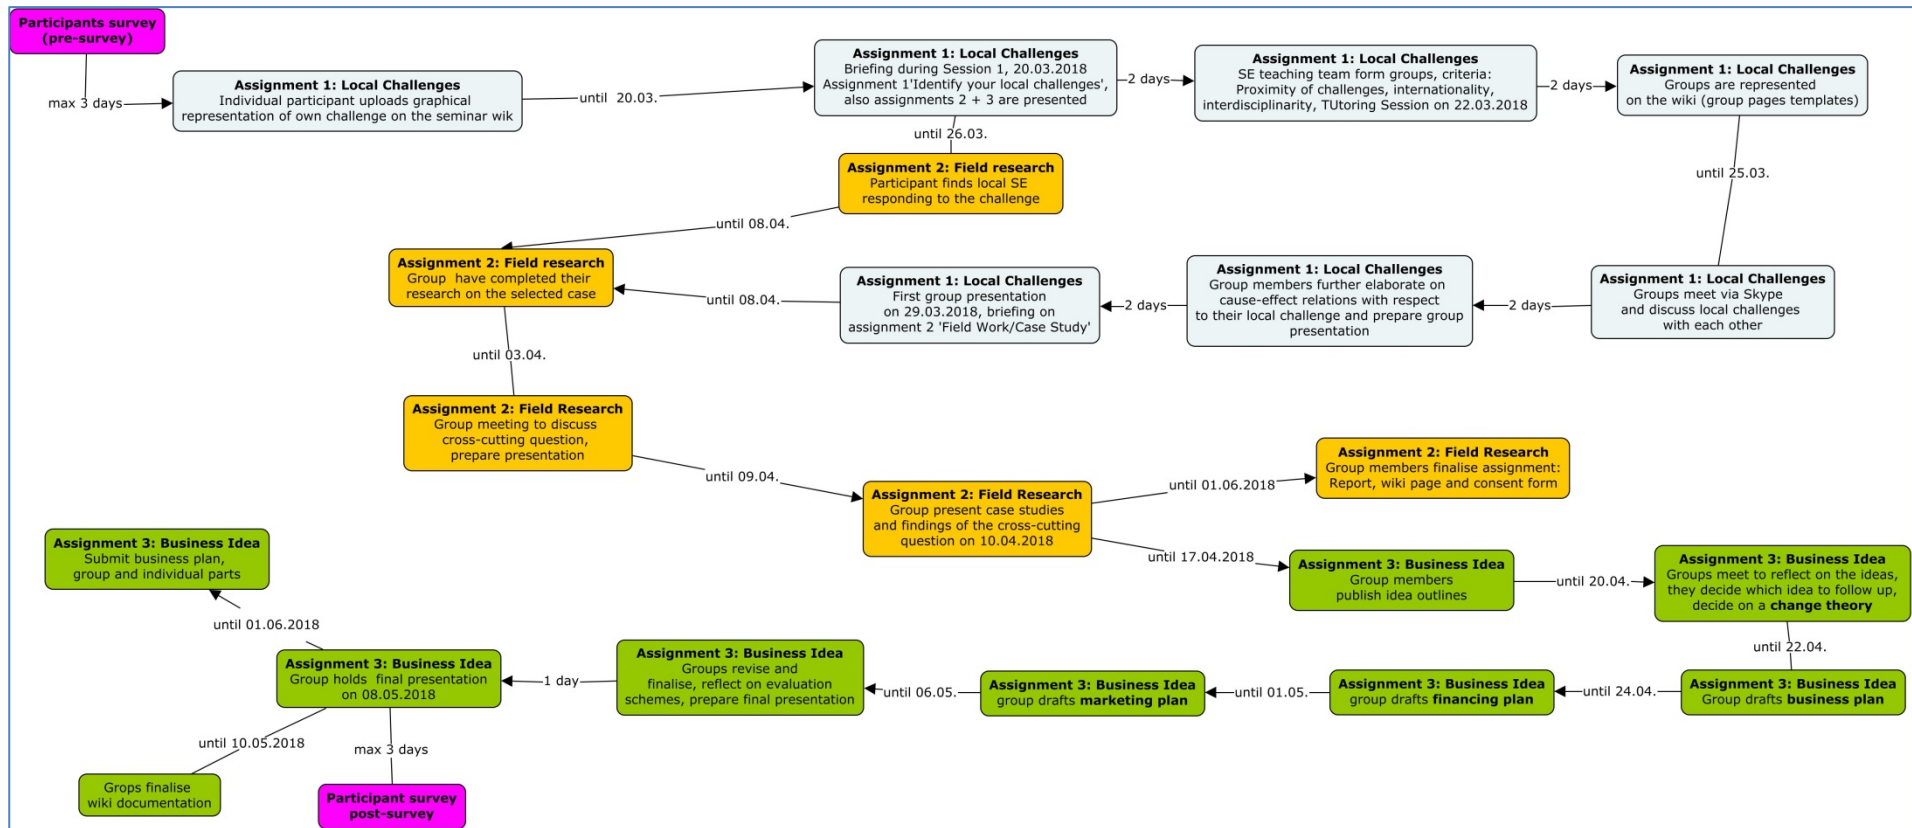 Participants survey
(pre-survey)
max 3 days
Assignment 1: Local Challenges
Individual participant uploads graphical
representation of own challenge on the seminar wik
until  20.03.
Assignment 1: Local Challenges
Briefing during Session 1, 20.03.2018
Assignment 1'Identify your local challenges',
also assignments 2 + 3 are presented
2 days
Assignment 1: Local Challenges
SE teaching team form groups, criteria:
Proximity of challenges, internationality,
interdisciplinarity, TUtoring Session on 22.03.2018
2 days
Assignment 1: Local Challenges
Groups are represented
on the wiki (group pages templates)
until 26.03.
Assignment 2: Field research
Participant finds local SE
responding to the challenge
until 25.03.
until 08.04.
Assignment 2: Field research
Group  have completed their
research on the selected case
until 08.04.
Assignment 1: Local Challenges
First group presentation
on 29.03.2018, briefing on
assignment 2 'Field Work/Case Study'
2 days
Assignment 1: Local Challenges
Group members further elaborate on
cause-effect relations with respect
to their local challenge and prepare group
presentation
2 days
Assignment 1: Local Challenges
Groups meet via Skype
and discuss local challenges
with each other
until 03.04.
Assignment 2: Field Research
Group meeting to discuss
cross-cutting question,
prepare presentation
until 09.04.
Assignment 2: Field Research
Group present case studies
and findings of the cross-cutting
question on 10.04.2018
until 01.06.2018
Assignment 2: Field Research
Group members finalise assignment:
Report, wiki page and consent form
until 17.04.2018
Assignment 3: Business Idea
Group members
publish idea outlines
until 20.04.
Assignment 3: Business Idea
Groups meet to reflect on the ideas,
they decide which idea to follow up,
decide on a change theory
until 22.04.
Assignment 3: Business Idea
Group drafts business plan
until 24.04.
Assignment 3: Business Idea
group drafts financing plan
until 01.05.
Assignment 3: Business Idea
group drafts marketing plan
until 06.05.
Assignment 3: Business Idea
Groups revise and
finalise, reflect on evaluation
schemes, prepare final presentation
1 day
Assignment 3: Business Idea
Group holds  final presentation
on 08.05.2018
until 01.06.2018
Assignment 3: Business Idea
Submit business plan,
group and individual parts
until 10.05.2018
Grops finalise
wiki documentation
max 3 days
Participant survey
post-survey